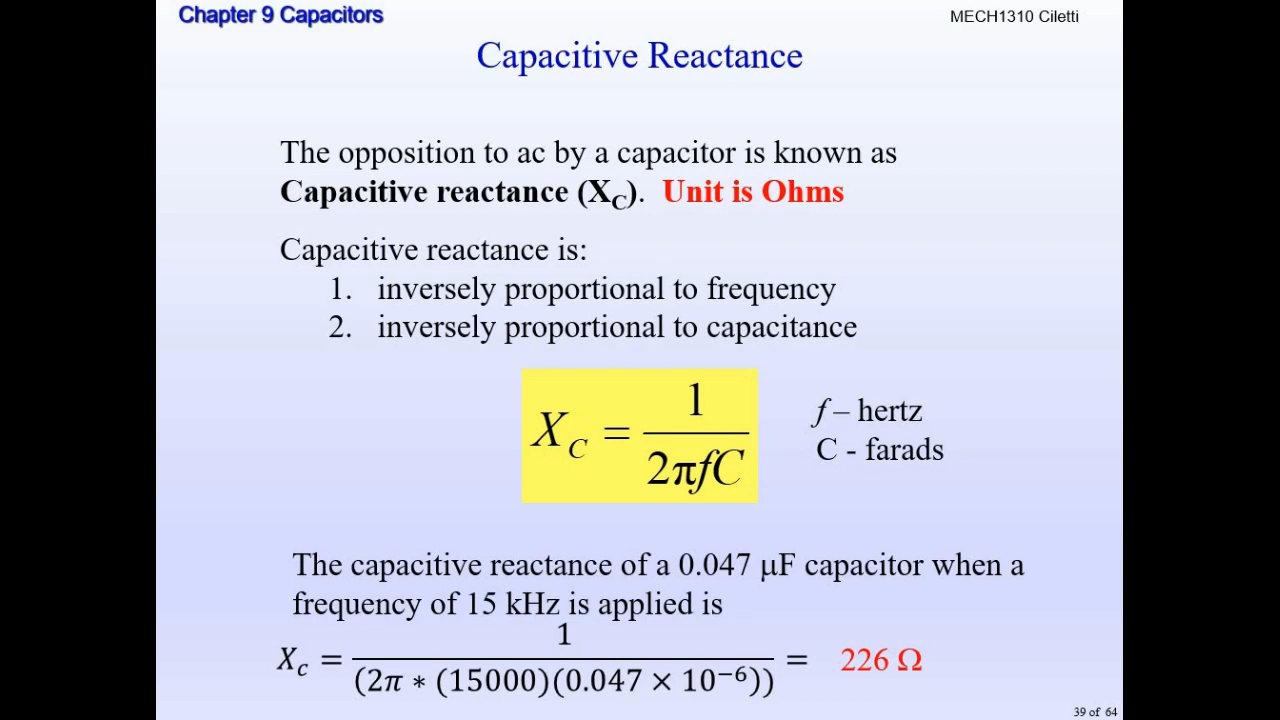 Chapter 9 Capacitors
MECH1310 Ciletti
Capacitive Reactance
The opposition to ac by a capacitor is known as
Capacitive reactance (X_C). Unit is Ohms
Capacitive reactance is:
1. inversely proportional to frequency
2. inversely proportional to capacitance
X_C = 1 / 2πfC
f – hertz
C - farads
The capacitive reactance of a 0.047 μF capacitor when a
frequency of 15 kHz is applied is
X_c = 1 / (2π ∗ (15000)(0.047 × 10⁻⁶)) = 226 Ω
39 of 64